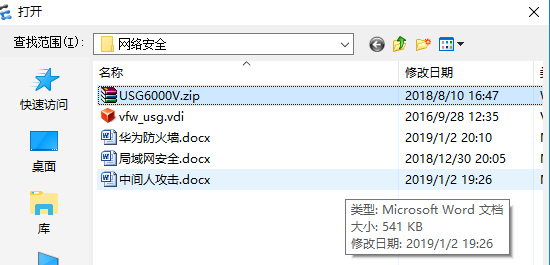 打开
查找范围(I):
网络安全
名称
修改日期
USG6000V.zip
2018/8/10 16:47
vfw_usg.vdi
2016/9/28 12:35
华为防火墙.docx
2019/1/2 20:10
局域网安全.docx
2018/12/30 20:05
中间人攻击.docx
2019/1/2 19:26
快速访问
桌面
库
类型: Microsoft Word 文档
大小: 541 KB
修改日期: 2019/1/2 19:26